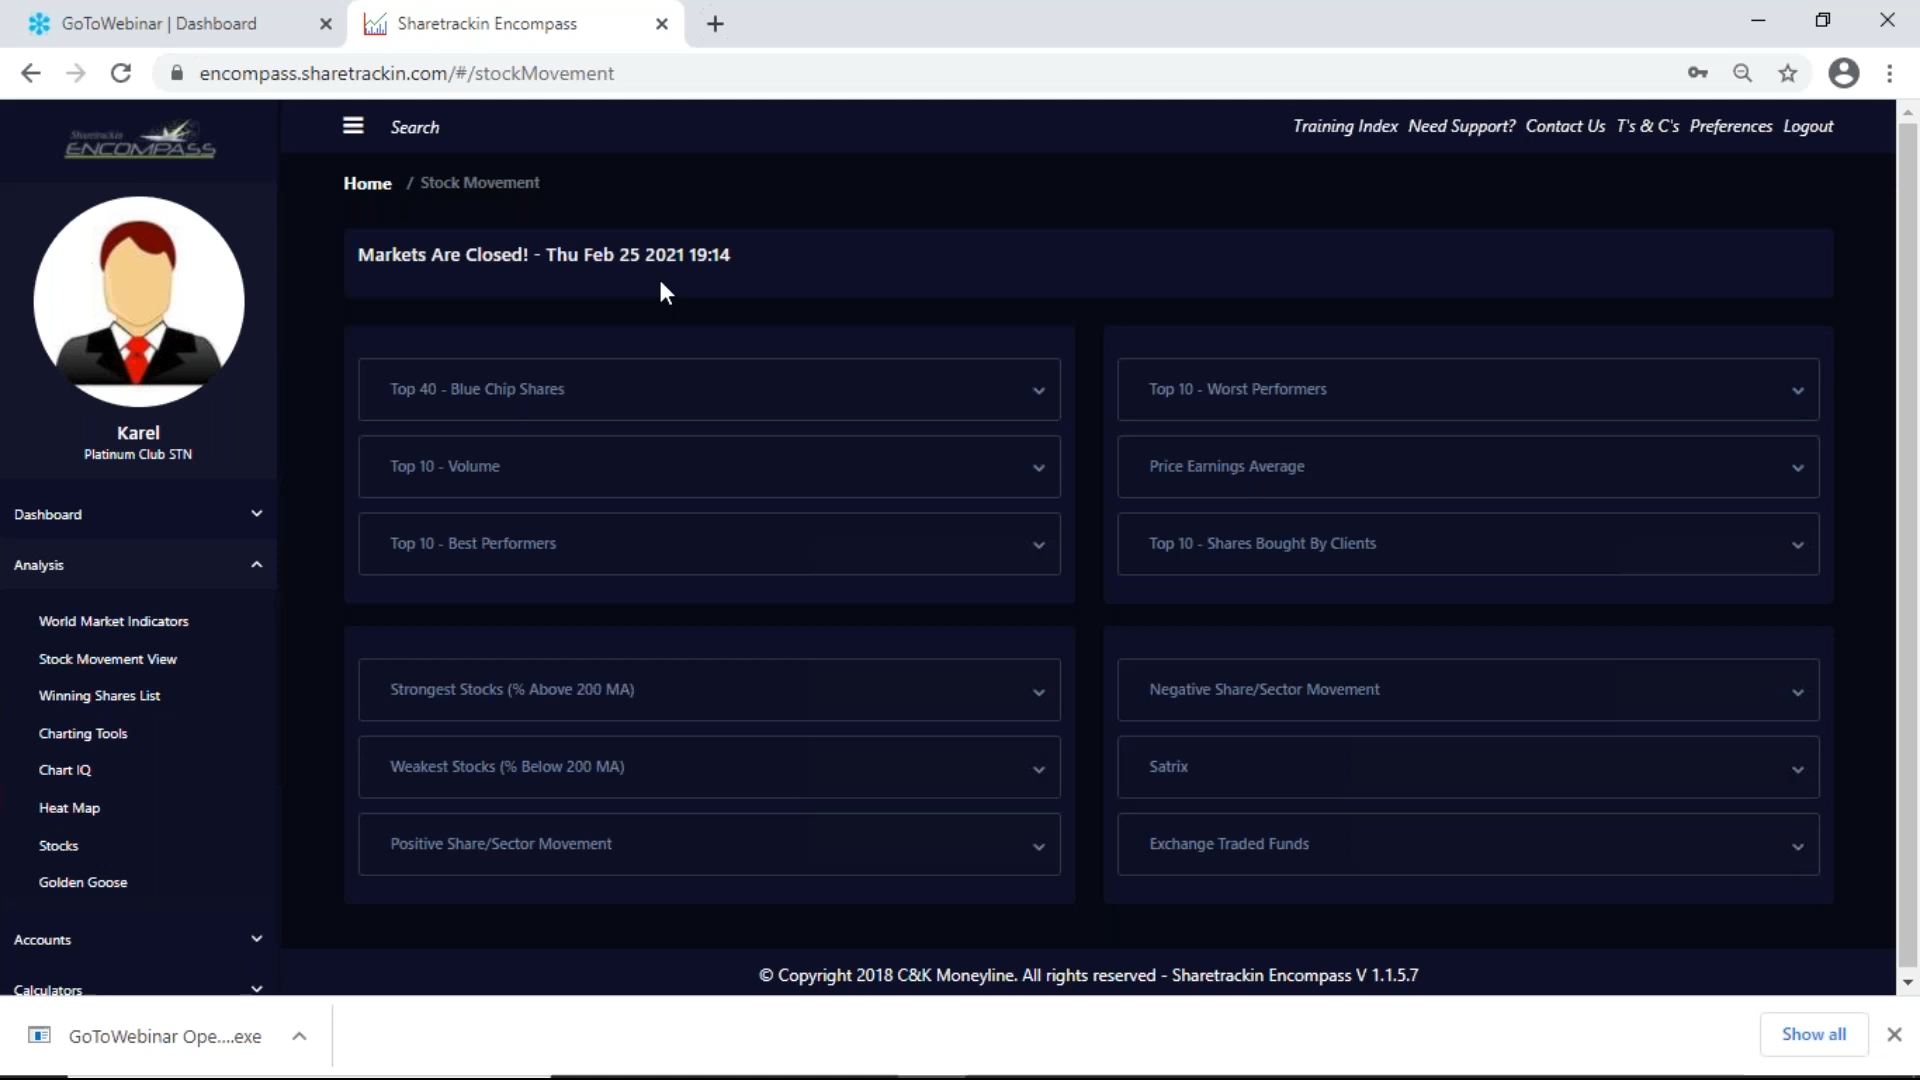 GoToWebinar | Dashboard
Sharetrackin Encompass
encompass.sharetrackin.com/#/stockMovement
Sharetrackin
ENCOMPASS
Search
Training Index Need Support? Contact Us T's & C's Preferences Logout
Home / Stock Movement
Markets Are Closed! - Thu Feb 25 2021 19:14
Karel
Platinum Club STN
Dashboard
Analysis
World Market Indicators
Stock Movement View
Winning Shares List
Charting Tools
Chart IQ
Heat Map
Stocks
Golden Goose
Accounts
Calculators
Top 40 - Blue Chip Shares
Top 10 - Volume
Top 10 - Best Performers
Top 10 - Worst Performers
Price Earnings Average
Top 10 - Shares Bought By Clients
Strongest Stocks (% Above 200 MA)
Weakest Stocks (% Below 200 MA)
Positive Share/Sector Movement
Negative Share/Sector Movement
Satrix
Exchange Traded Funds
© Copyright 2018 C&K Moneyline. All rights reserved - Sharetrackin Encompass V 1.1.5.7
GoToWebinar Ope....exe
Show all